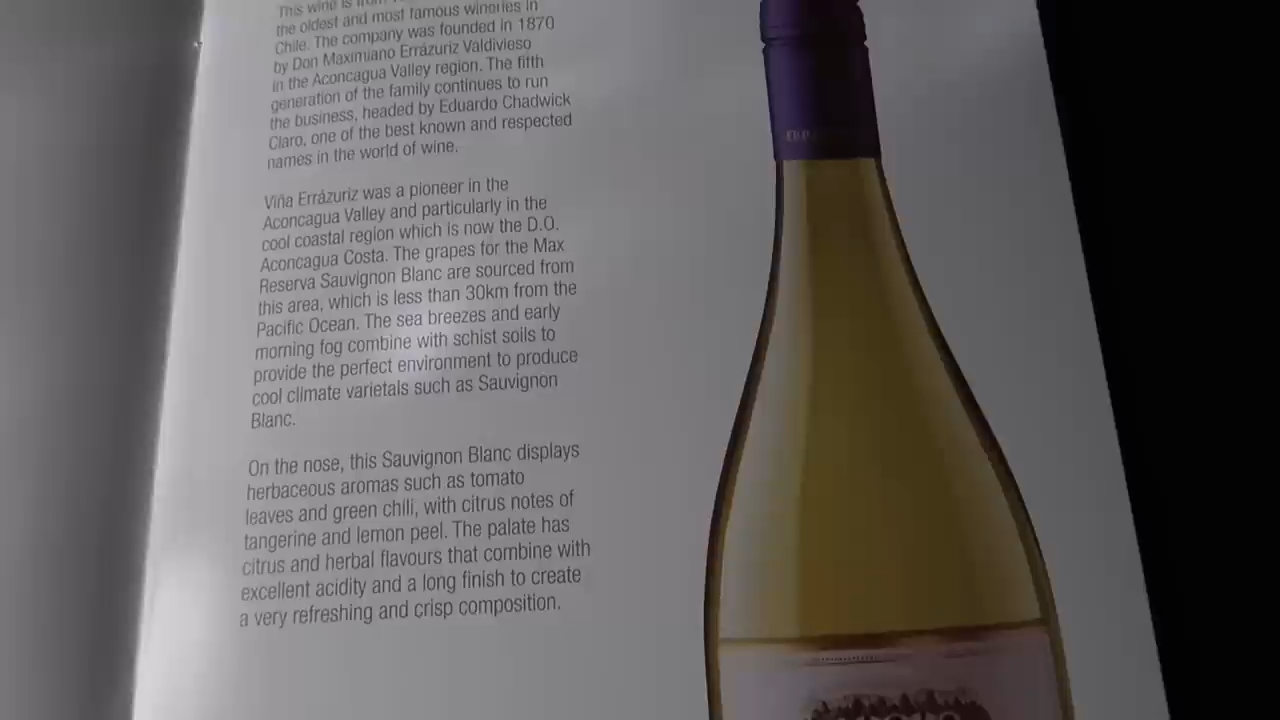 This wine is from
the oldest and most famous wineries in
Chile. The company was founded in 1870
by Don Maximiano Errázuriz Valdivieso
in the Aconcagua Valley region. The fifth
generation of the family continues to run
the business, headed by Eduardo Chadwick
Claro, one of the best known and respected
names in the world of wine.
Viña Errázuriz was a pioneer in the
Aconcagua Valley and particularly in the
cool coastal region which is now the D.O.
Aconcagua Costa. The grapes for the Max
Reserva Sauvignon Blanc are sourced from
this area, which is less than 30km from the
Pacific Ocean. The sea breezes and early
morning fog combine with schist soils to
provide the perfect environment to produce
cool climate varietals such as Sauvignon
Blanc.
On the nose, this Sauvignon Blanc displays
herbaceous aromas such as tomato
leaves and green chili, with citrus notes of
tangerine and lemon peel. The palate has
citrus and herbal flavours that combine with
excellent acidity and a long finish to create
a very refreshing and crisp composition.